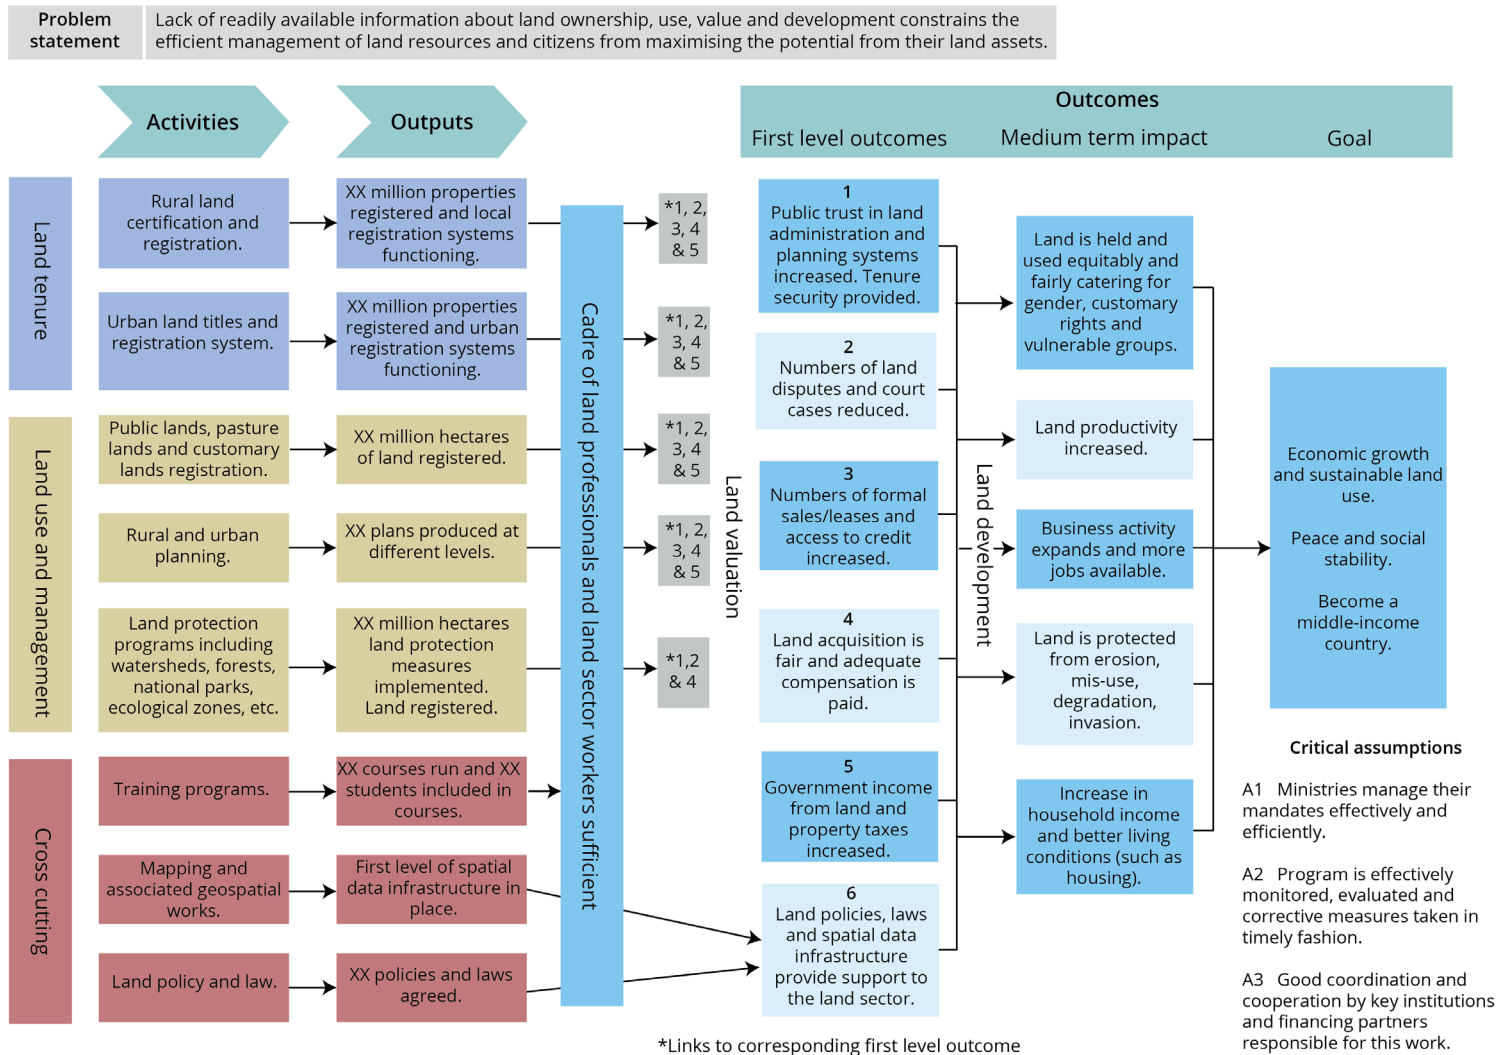 Problem
statement
Lack of readily available information about land ownership, use, value and development constrains the
efficient management of land resources and citizens from maximising the potential from their land assets.
Activities
Outputs
Outcomes
First level outcomes
Medium term impact
Goal
Land tenure
Rural land
certification and
registration.
XX million properties
registered and local
registration systems
functioning.
*1, 2,
3, 4
& 5
Urban land titles and
registration system.
XX million properties
registered and urban
registration systems
functioning.
*1, 2,
3, 4
& 5
Land use and management
Public lands, pasture
lands and customary
lands registration.
XX million hectares
of land registered.
*1, 2,
3, 4
& 5
Rural and urban
planning.
XX plans produced at
different levels.
*1, 2,
3, 4
& 5
Land protection
programs including
watersheds, forests,
national parks,
ecological zones, etc.
XX million hectares
land protection
measures
implemented.
Land registered.
*1,2
& 4
Cross cutting
Training programs.
XX courses run and XX
students included in
courses.
Mapping and
associated geospatial
works.
First level of spatial
data infrastructure in
place.
Land policy and law.
XX policies and laws
agreed.
Cadre of land professionals and land sector workers sufficient
Land valuation
1
Public trust in land
administration and
planning systems
increased. Tenure
security provided.
2
Numbers of land
disputes and court
cases reduced.
3
Numbers of formal
sales/leases and
access to credit
increased.
4
Land acquisition is
fair and adequate
compensation is
paid.
5
Government income
from land and
property taxes
increased.
6
Land policies, laws
and spatial data
infrastructure
provide support to
the land sector.
Land development
Land is held and
used equitably and
fairly catering for
gender, customary
rights and
vulnerable groups.
Land productivity
increased.
Business activity
expands and more
jobs available.
Land is protected
from erosion,
mis-use,
degradation,
invasion.
Increase in
household income
and better living
conditions (such as
housing).
Economic growth
and sustainable land
use.
Peace and social
stability.
Become a
middle-income
country.
Critical assumptions
A1 Ministries manage their
mandates effectively and
efficiently.
A2 Program is effectively
monitored, evaluated and
corrective measures taken in
timely fashion.
A3 Good coordination and
cooperation by key institutions
and financing partners
responsible for this work.
*Links to corresponding first level outcome